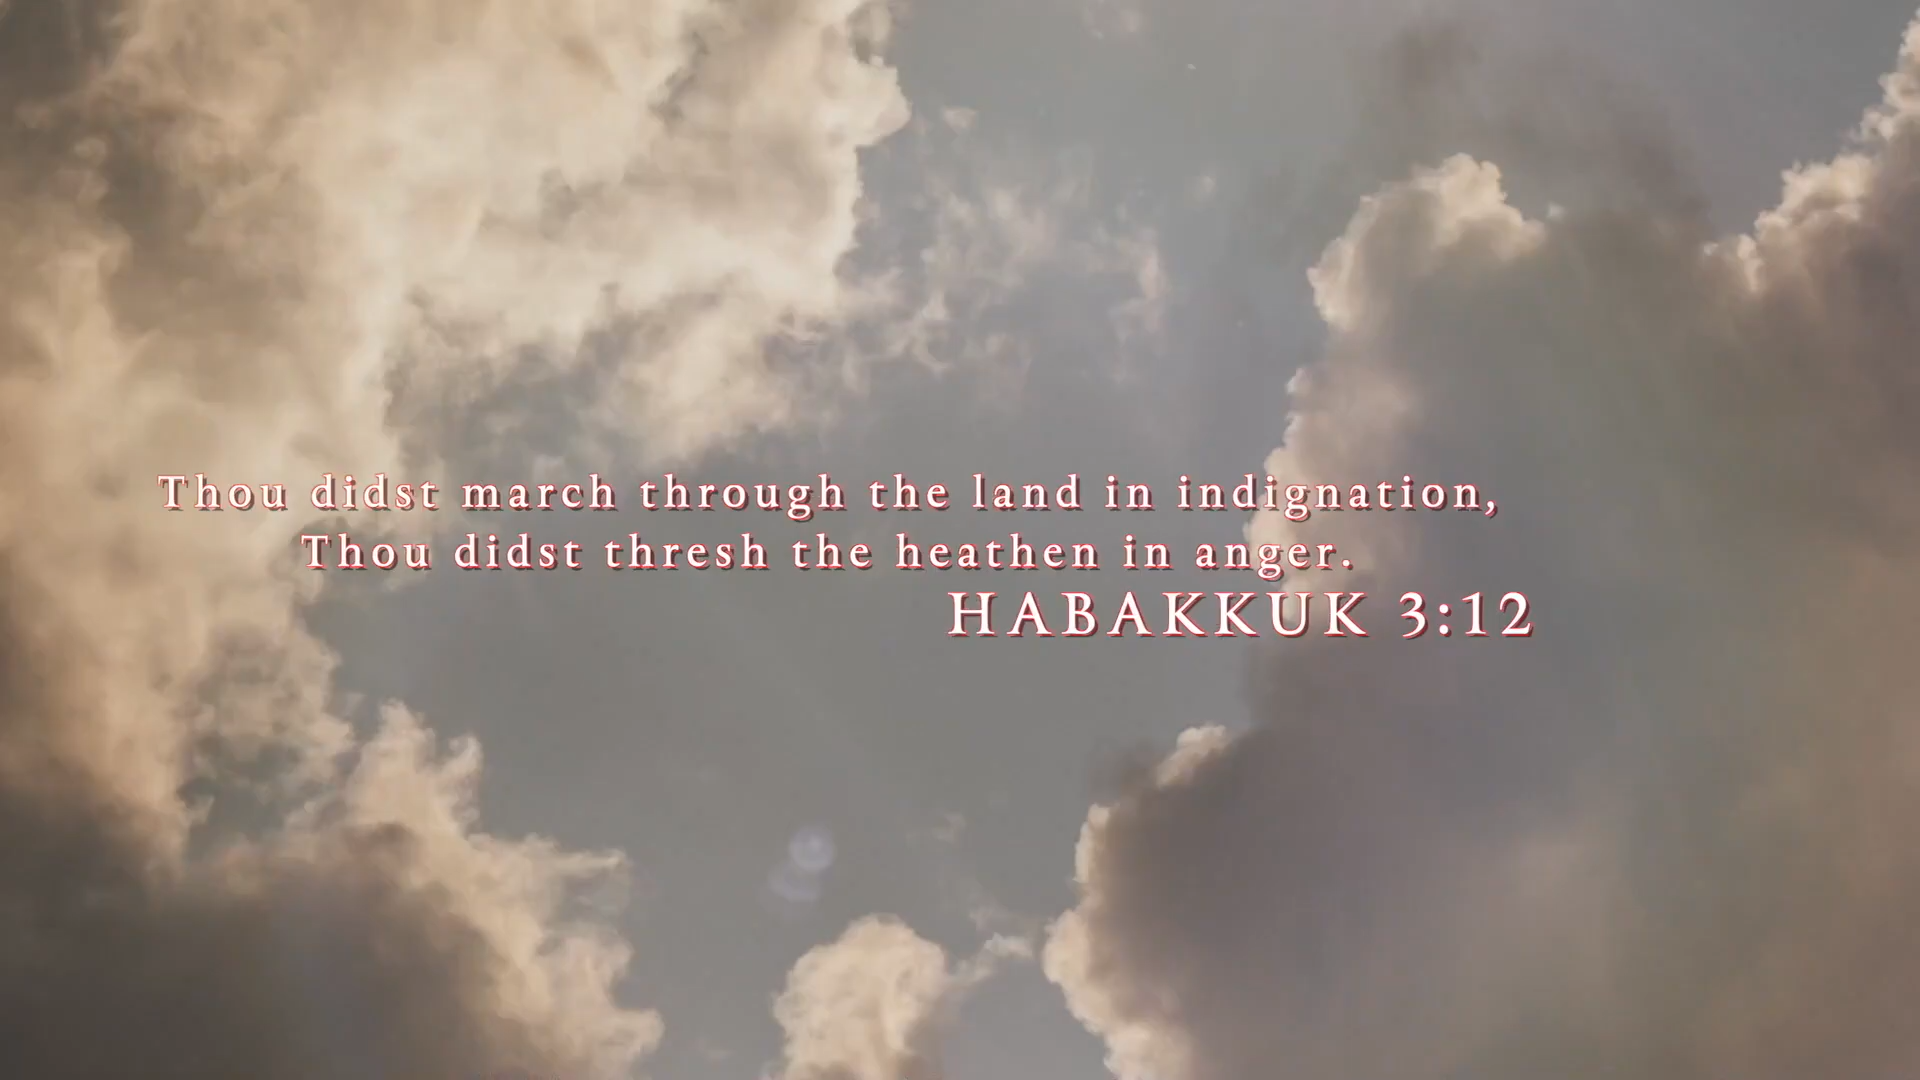 Thou didst march through the land in indignation,
Thou didst thresh the heathen in anger.
HABAKKUK 3:12